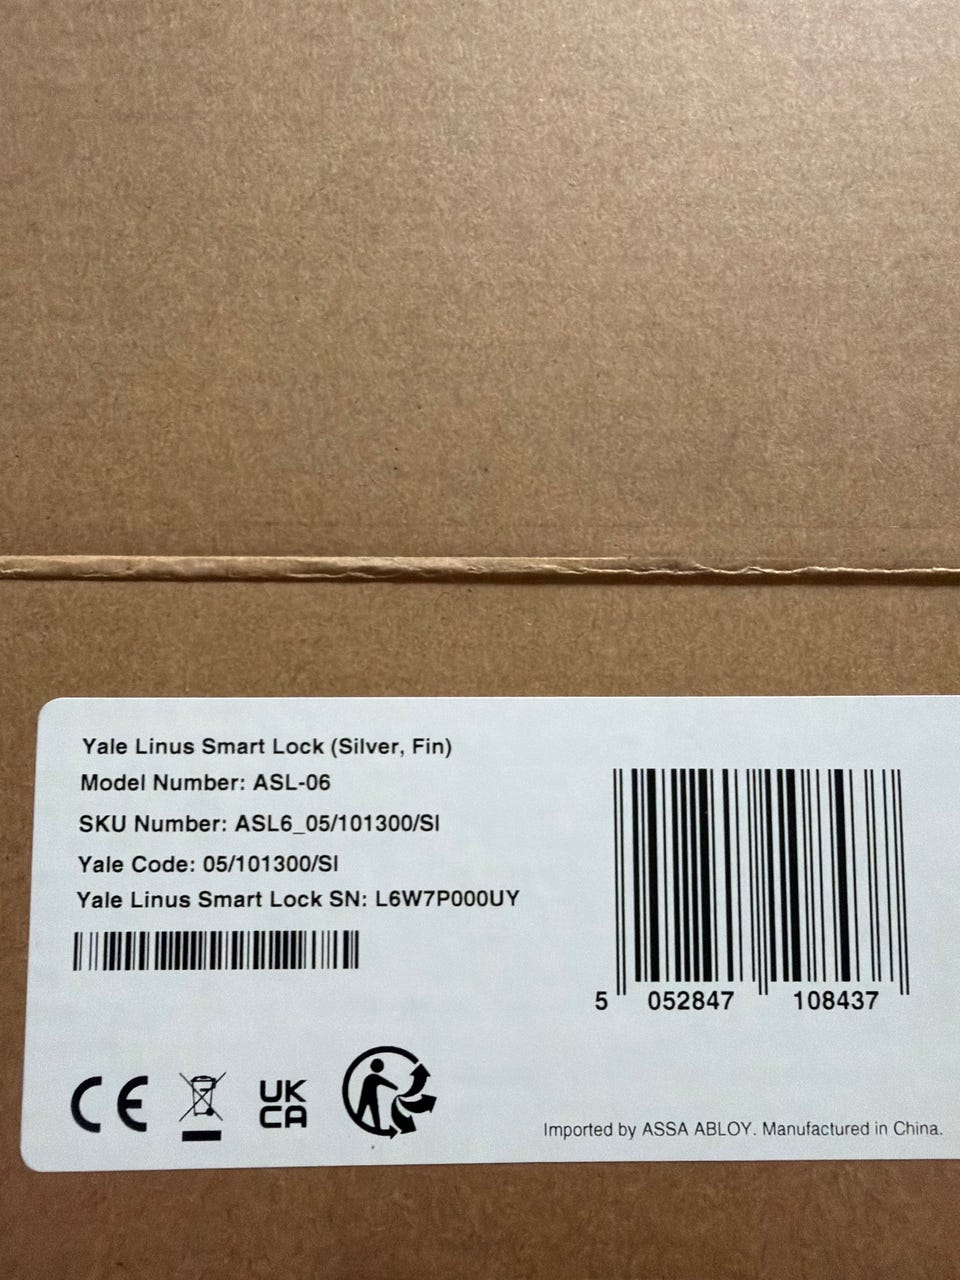 Yale Linus Smart Lock (Silver, Fin)
Model Number: ASL-06
SKU Number: ASL6_05/101300/SI
Yale Code: 05/101300/SI
Yale Linus Smart Lock SN: L6W7P000UY
5 052847 108437
CE
UK
CA
Imported by ASSA ABLOY. Manufactured in China.